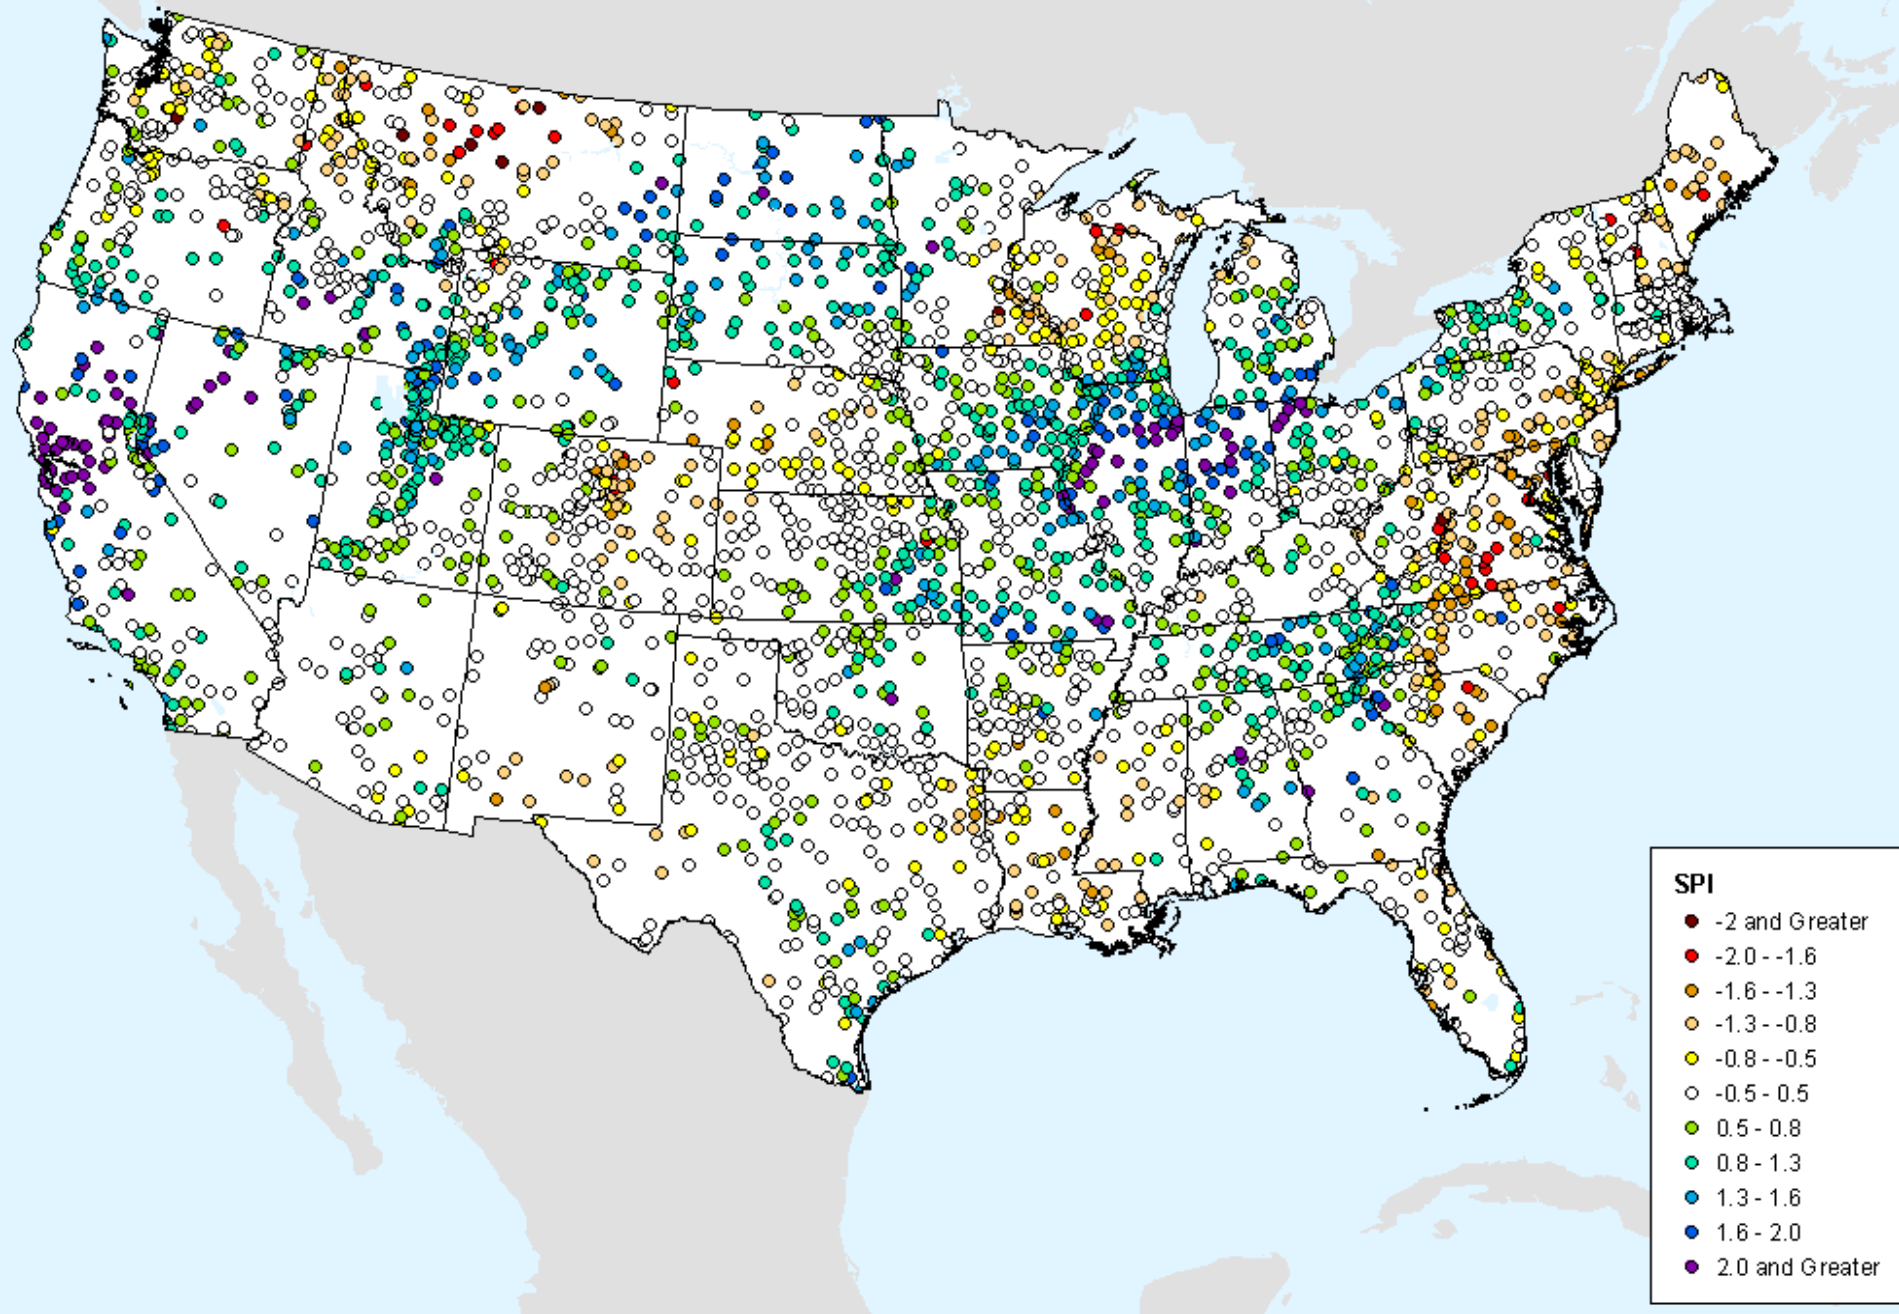 SPI
-2 and Greater
-2.0 - -1.6
-1.6 - -1.3
-1.3 - -0.8
-0.8 - -0.5
-0.5 - 0.5
0.5 - 0.8
0.8 - 1.3
1.3 - 1.6
1.6 - 2.0
2.0 and Greater